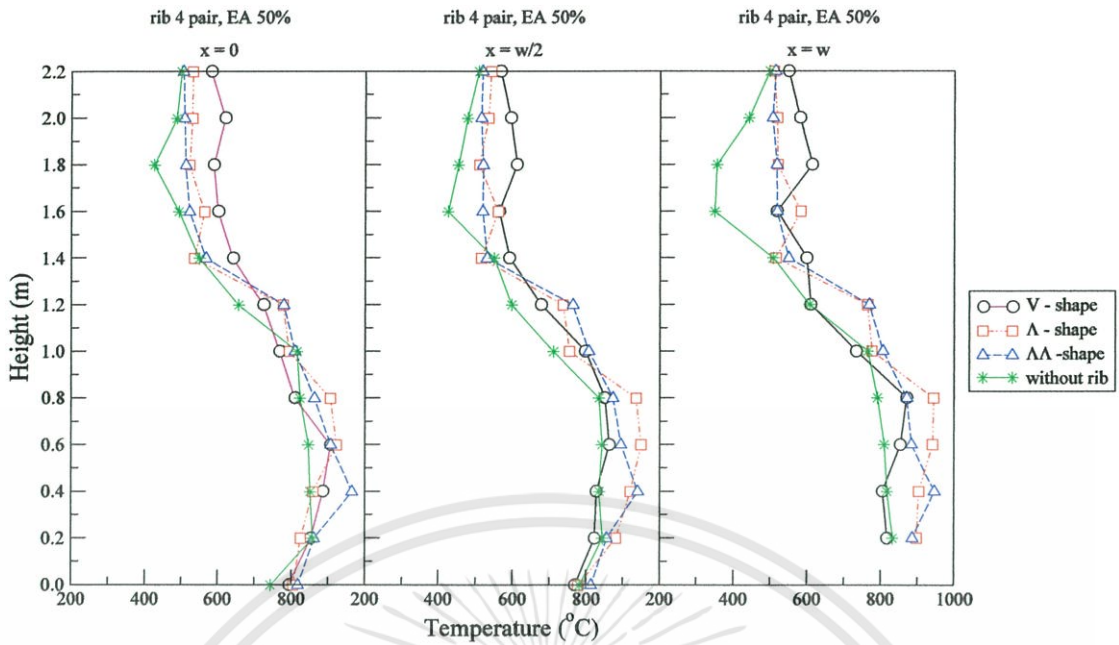 rib 4 pair, EA 50%
x = 0
rib 4 pair, EA 50%
x = w/2
rib 4 pair, EA 50%
x = w
Height (m)
2.2
2.0
1.8
1.6
1.4
1.2
1.0
0.8
0.6
0.4
0.2
0.0
200 400 600 800 200 400 600 800 200 400 600 800 1000
Temperature (°C)
V - shape
Λ - shape
ΛΛ -shape
without rib